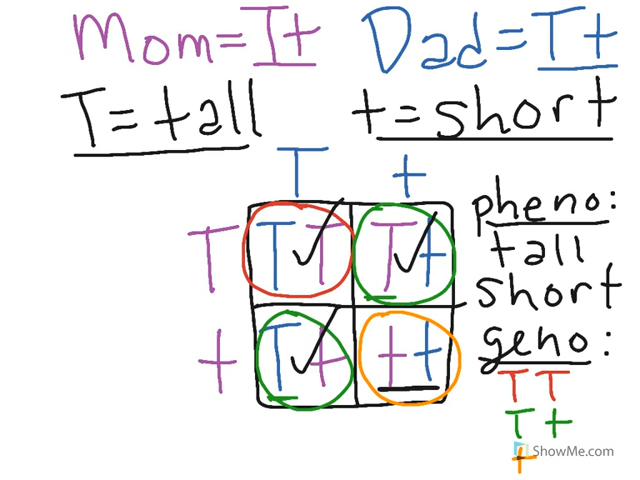 Mom = Tt Dad = Tt
T = tall t = short
T t
T TT Tt
t Tt tt
pheno:
tall
short
geno:
TT
Tt
t
ShowMe.com